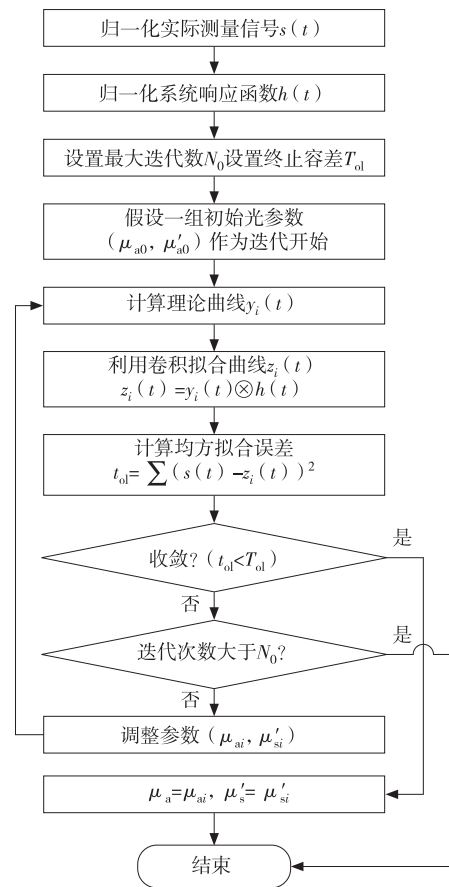 归一化实际测量信号s(t)
归一化系统响应函数h(t)
设置最大迭代数N₀设置终止容差Tₒₗ
假设一组初始光参数
(μₐ₀, μ′ₐ₀)作为迭代开始
计算理论曲线yᵢ(t)
利用卷积拟合曲线zᵢ(t)
zᵢ(t)=yᵢ(t)⊗h(t)
计算均方拟合误差
tₒₗ=∑(s(t)-zᵢ(t))²
收敛?(tₒₗ<Tₒₗ)
是
否
迭代次数大于N₀?
是
否
调整参数(μₐᵢ, μ′ₛᵢ)
μₐ=μₐᵢ, μ′ₛ=μ′ₛᵢ
结束